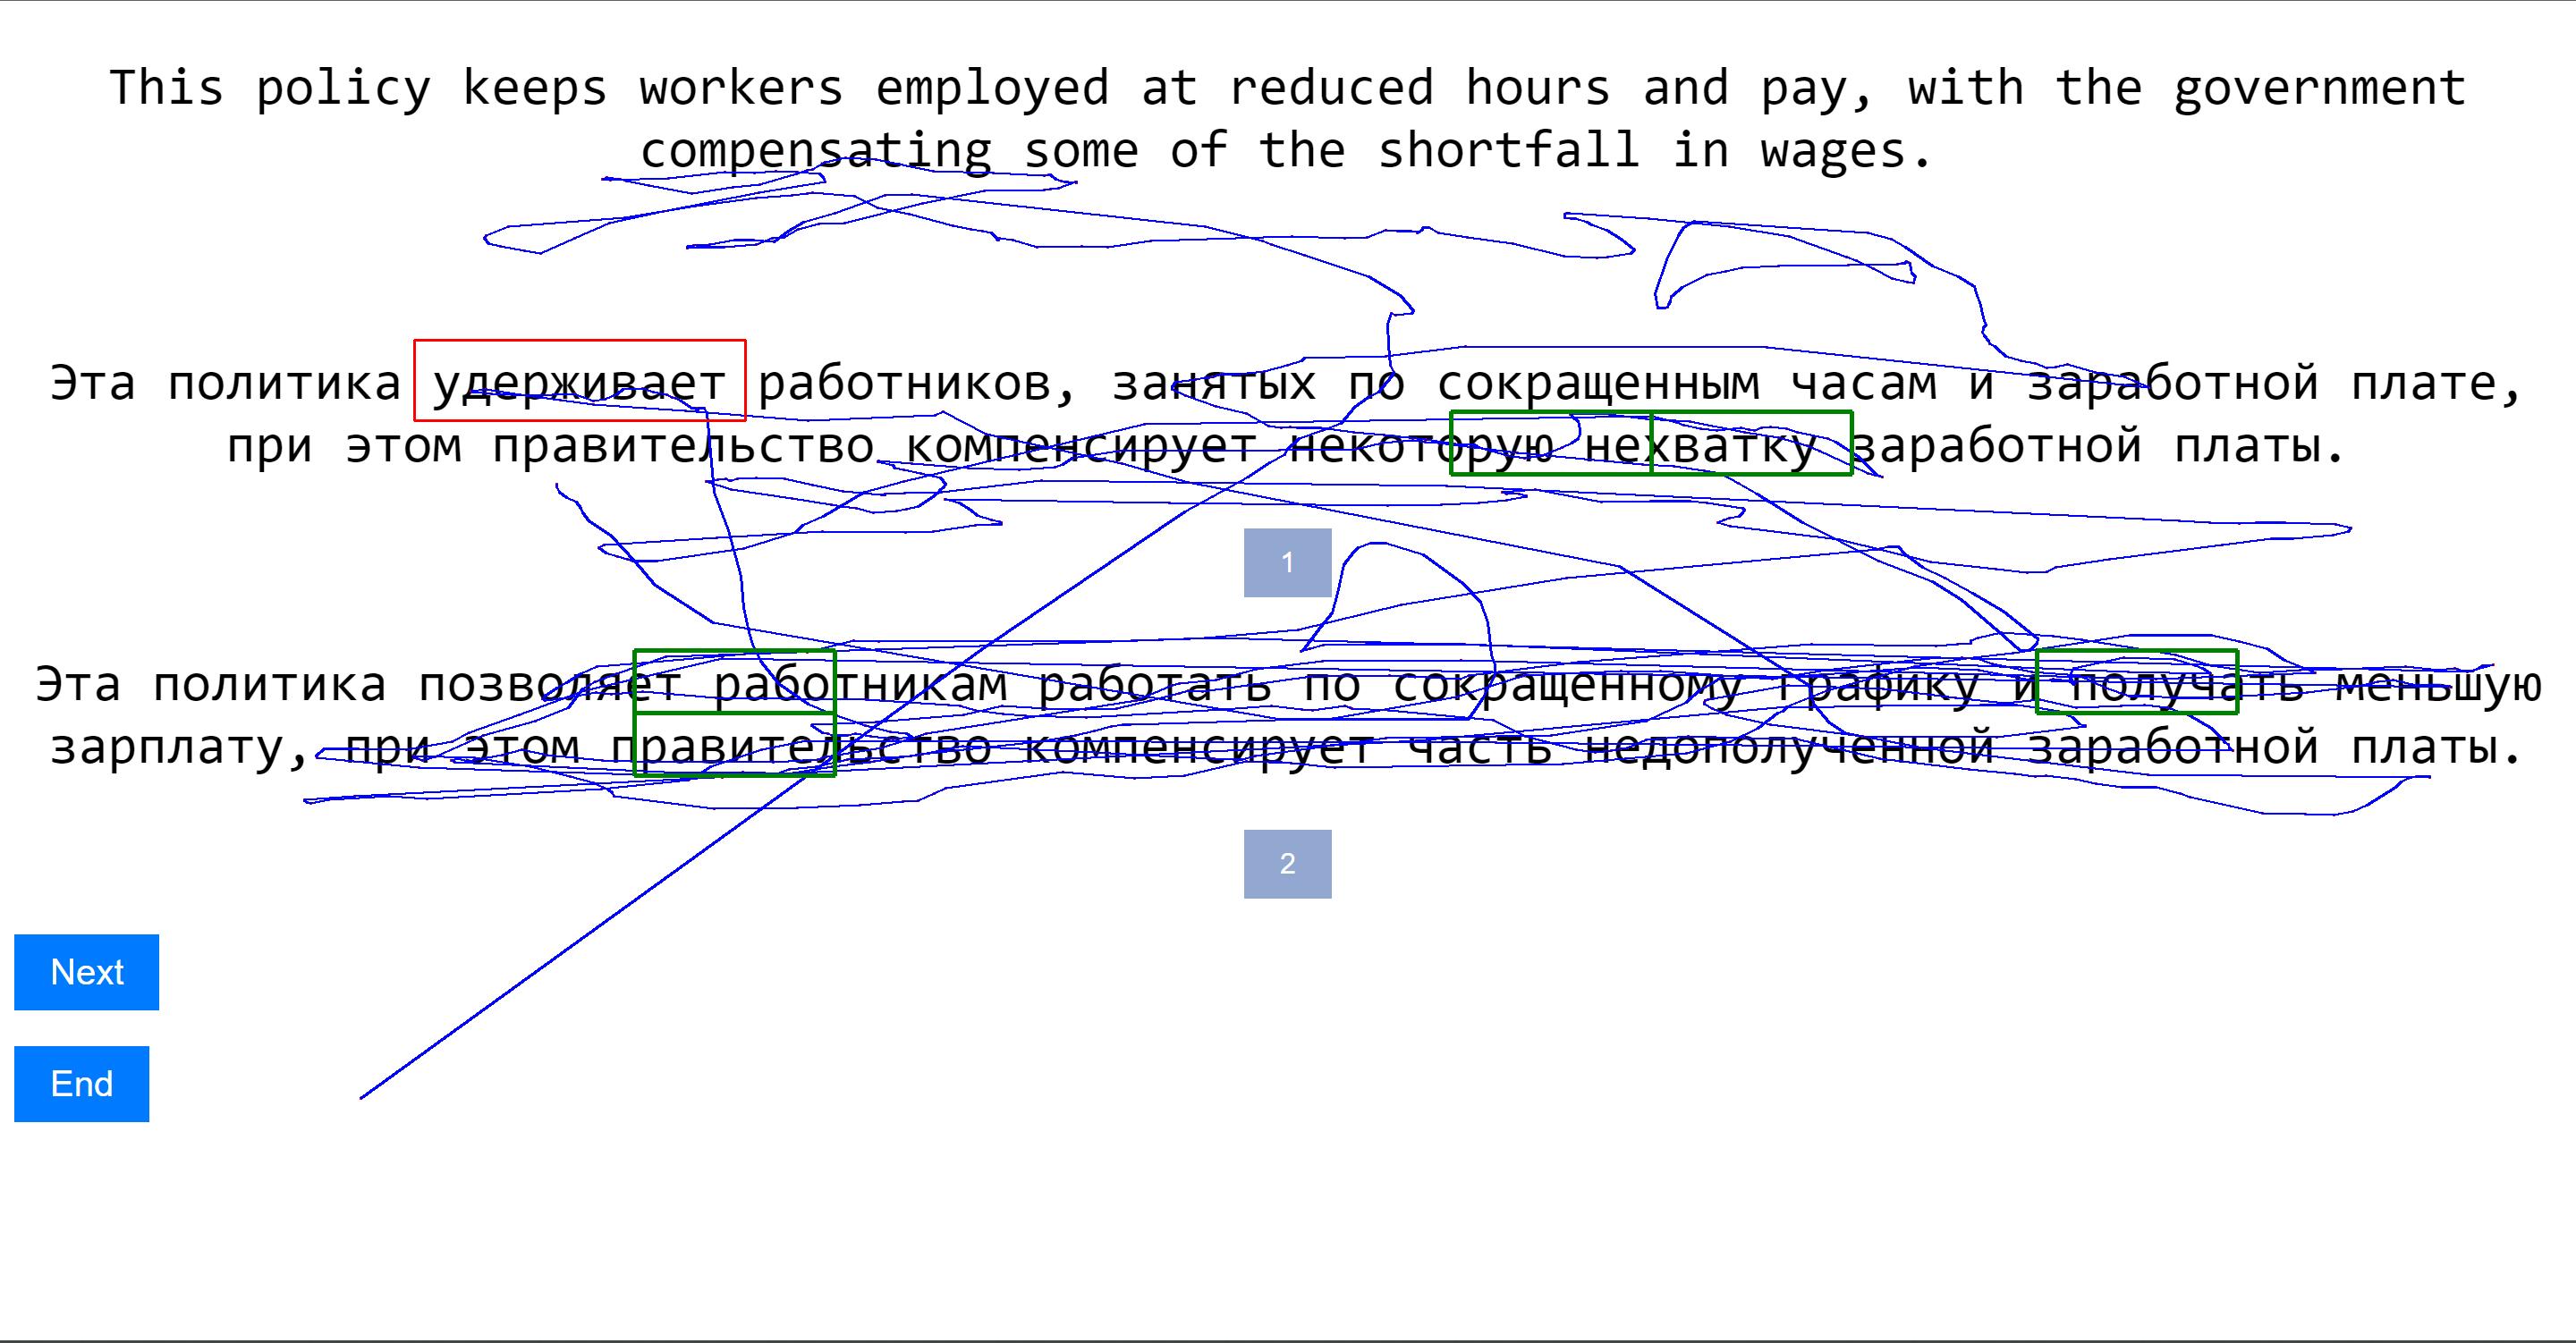 This policy keeps workers employed at reduced hours and pay, with the government
compensating some of the shortfall in wages.
Эта политика удерживает работников, занятых по сокращенным часам и заработной плате,
при этом правительство компенсирует некоторую нехватку заработной платы.
1
Эта политика позволяет работникам работать по сокращенному графику и получать меньшую
зарплату, при этом правительство компенсирует часть недополученной заработной платы.
2
Next
End